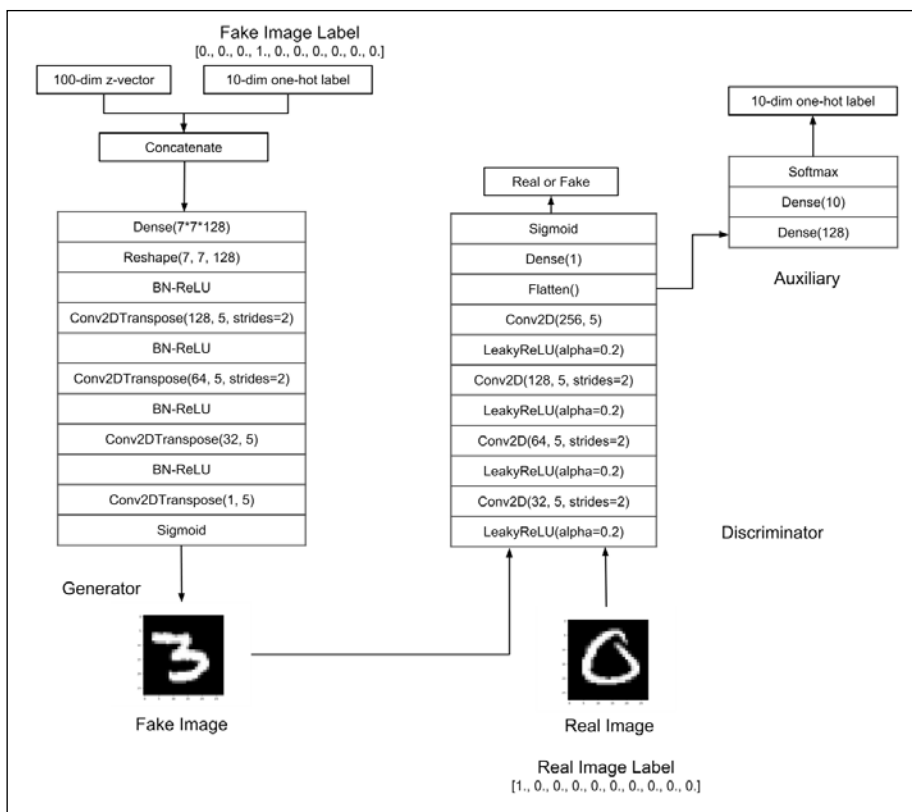 Fake Image Label
[0., 0., 0., 1., 0., 0., 0., 0., 0., 0.]
100-dim z-vector
10-dim one-hot label
Concatenate
Dense(7*7*128)
Reshape(7, 7, 128)
BN-ReLU
Conv2DTranspose(128, 5, strides=2)
BN-ReLU
Conv2DTranspose(64, 5, strides=2)
BN-ReLU
Conv2DTranspose(32, 5)
BN-ReLU
Conv2DTranspose(1, 5)
Sigmoid
Generator
Fake Image
Real or Fake
Sigmoid
Dense(1)
Flatten()
Conv2D(256, 5)
LeakyReLU(alpha=0.2)
Conv2D(128, 5, strides=2)
LeakyReLU(alpha=0.2)
Conv2D(64, 5, strides=2)
LeakyReLU(alpha=0.2)
Conv2D(32, 5, strides=2)
LeakyReLU(alpha=0.2)
Discriminator
Real Image
Real Image Label
[1., 0., 0., 0., 0., 0., 0., 0., 0., 0.]
10-dim one-hot label
Softmax
Dense(10)
Dense(128)
Auxiliary